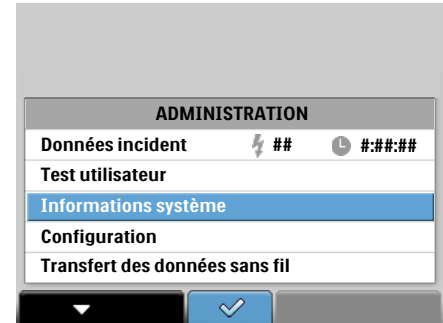 ADMINISTRATION
Données incident ## #:##:##
Test utilisateur
Informations système
Configuration
Transfert des données sans fil